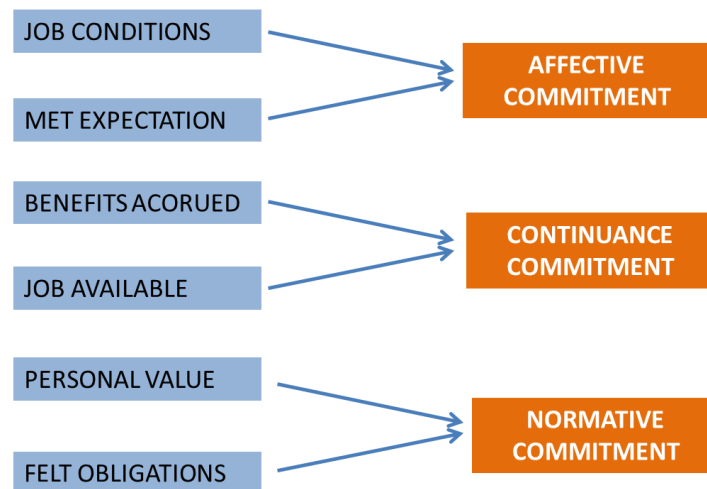 JOB CONDITIONS
AFFECTIVE
COMMITMENT
MET EXPECTATION
BENEFITS ACORUED
CONTINUANCE
COMMITMENT
JOB AVAILABLE
PERSONAL VALUE
NORMATIVE
COMMITMENT
FELT OBLIGATIONS